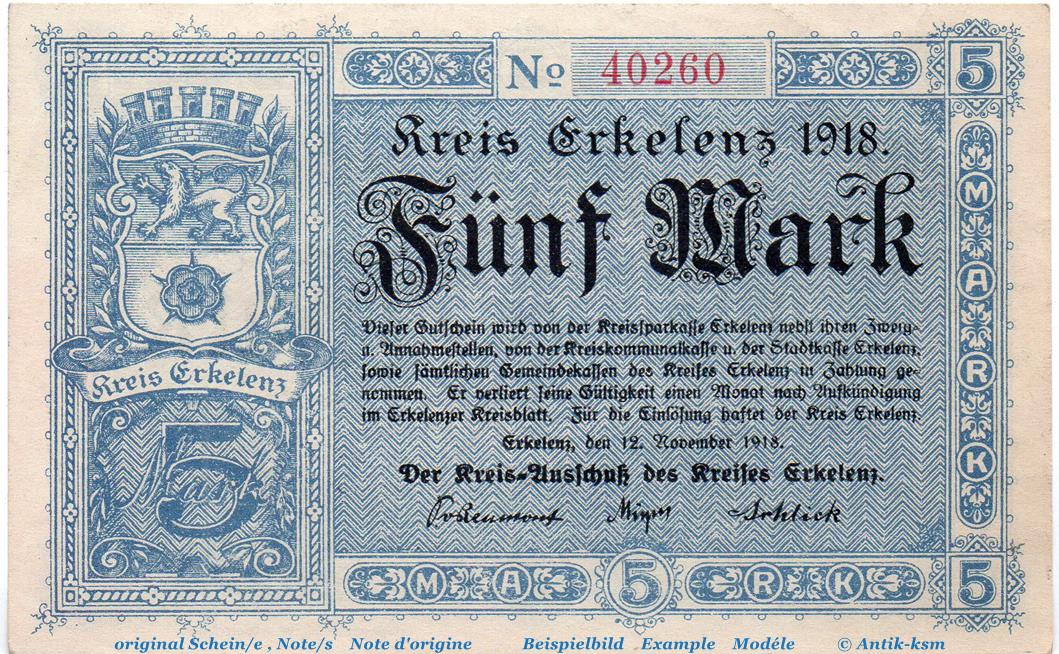 No 40260
5
Kreis Erkelenz 1918.
Fünf Mark
Dieser Gutschein wird von der Kreissparkasse Erkelenz nebst ihren Zweig-
u. Annahmestellen, von der Kreiskommunalkasse u. der Stadtkasse Erkelenz,
sowie sämtlichen Gemeindekassen des Kreises Erkelenz in Zahlung ge-
nommen. Er verliert seine Gültigkeit einen Monat nach Aufkündigung
im Erkelenzer Kreisblatt. Für die Einlösung haftet der Kreis Erkelenz.
Erkelenz, den 12. November 1918.
Der Kreis-Ausschuß des Kreises Erkelenz.
Schlick
Kreis Erkelenz
5 Mark
MARK
MA 5 RK
5
original Schein/e , Note/s Note d'origine Beispielbild Example Modéle © Antik-ksm